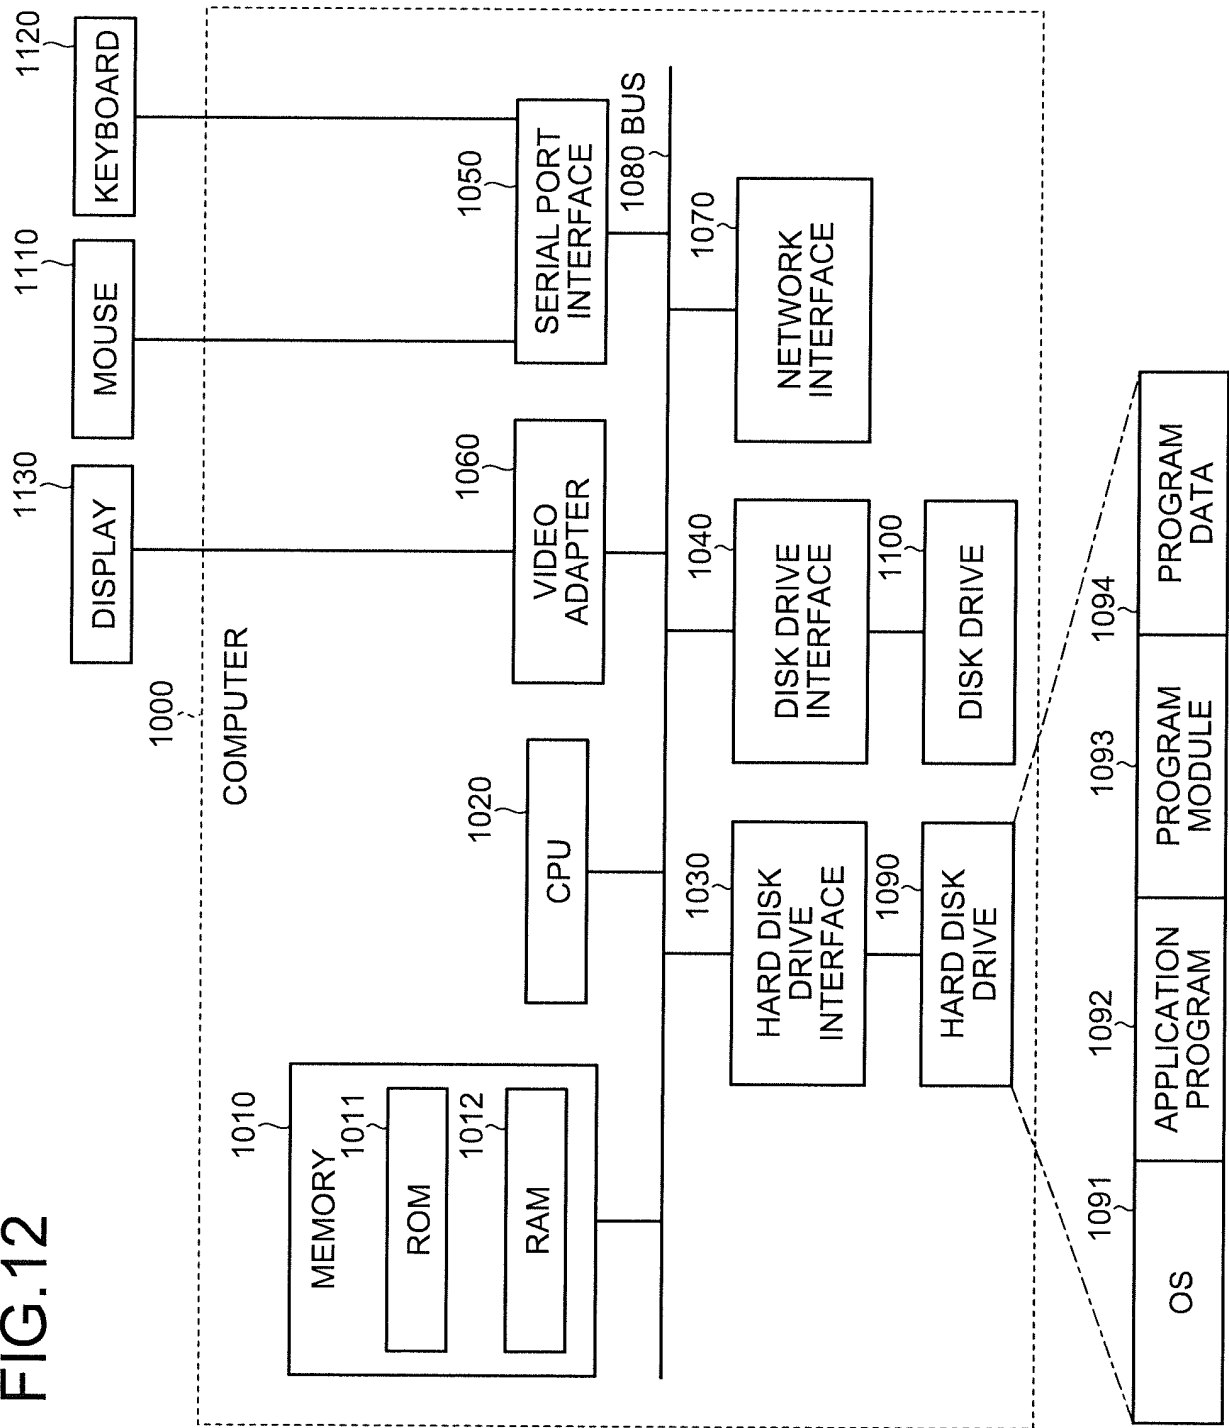 FIG.12
1130
DISPLAY
1110
MOUSE
1120
KEYBOARD
1000
COMPUTER
1010
MEMORY
1011
ROM
1012
RAM
1020
CPU
1060
VIDEO
ADAPTER
1050
SERIAL PORT
INTERFACE
1080 BUS
1030
HARD DISK
DRIVE
INTERFACE
1040
DISK DRIVE
INTERFACE
1070
NETWORK
INTERFACE
1090
HARD DISK
DRIVE
1100
DISK DRIVE
1091
OS
1092
APPLICATION
PROGRAM
1093
PROGRAM
MODULE
1094
PROGRAM
DATA